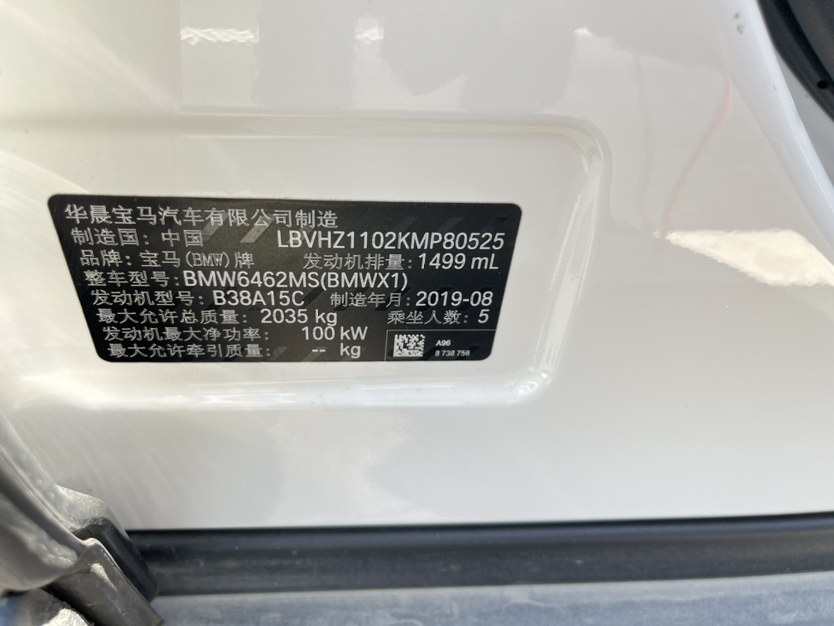 华晨宝马汽车有限公司制造
制造国：中国 LBVHZ1102KMP80525
品牌：宝马(BMW)牌 发动机排量：1499 mL
整车型号：BMW6462MS(BMWX1)
发动机型号：B38A15C 制造年月：2019-08
最大允许总质量：2035 kg 乘坐人数：5
发动机最大净功率：100 kW
最大允许牵引质量：-- kg
A96
8 738 756